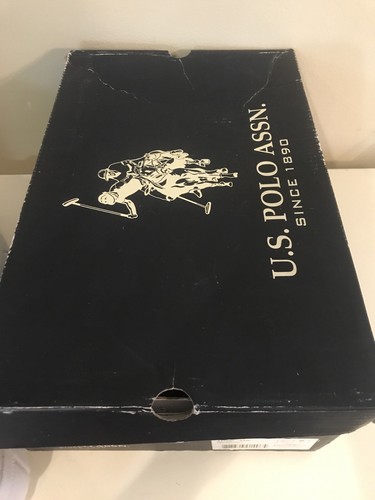 U.S. POLO ASSN.
SINCE 1890